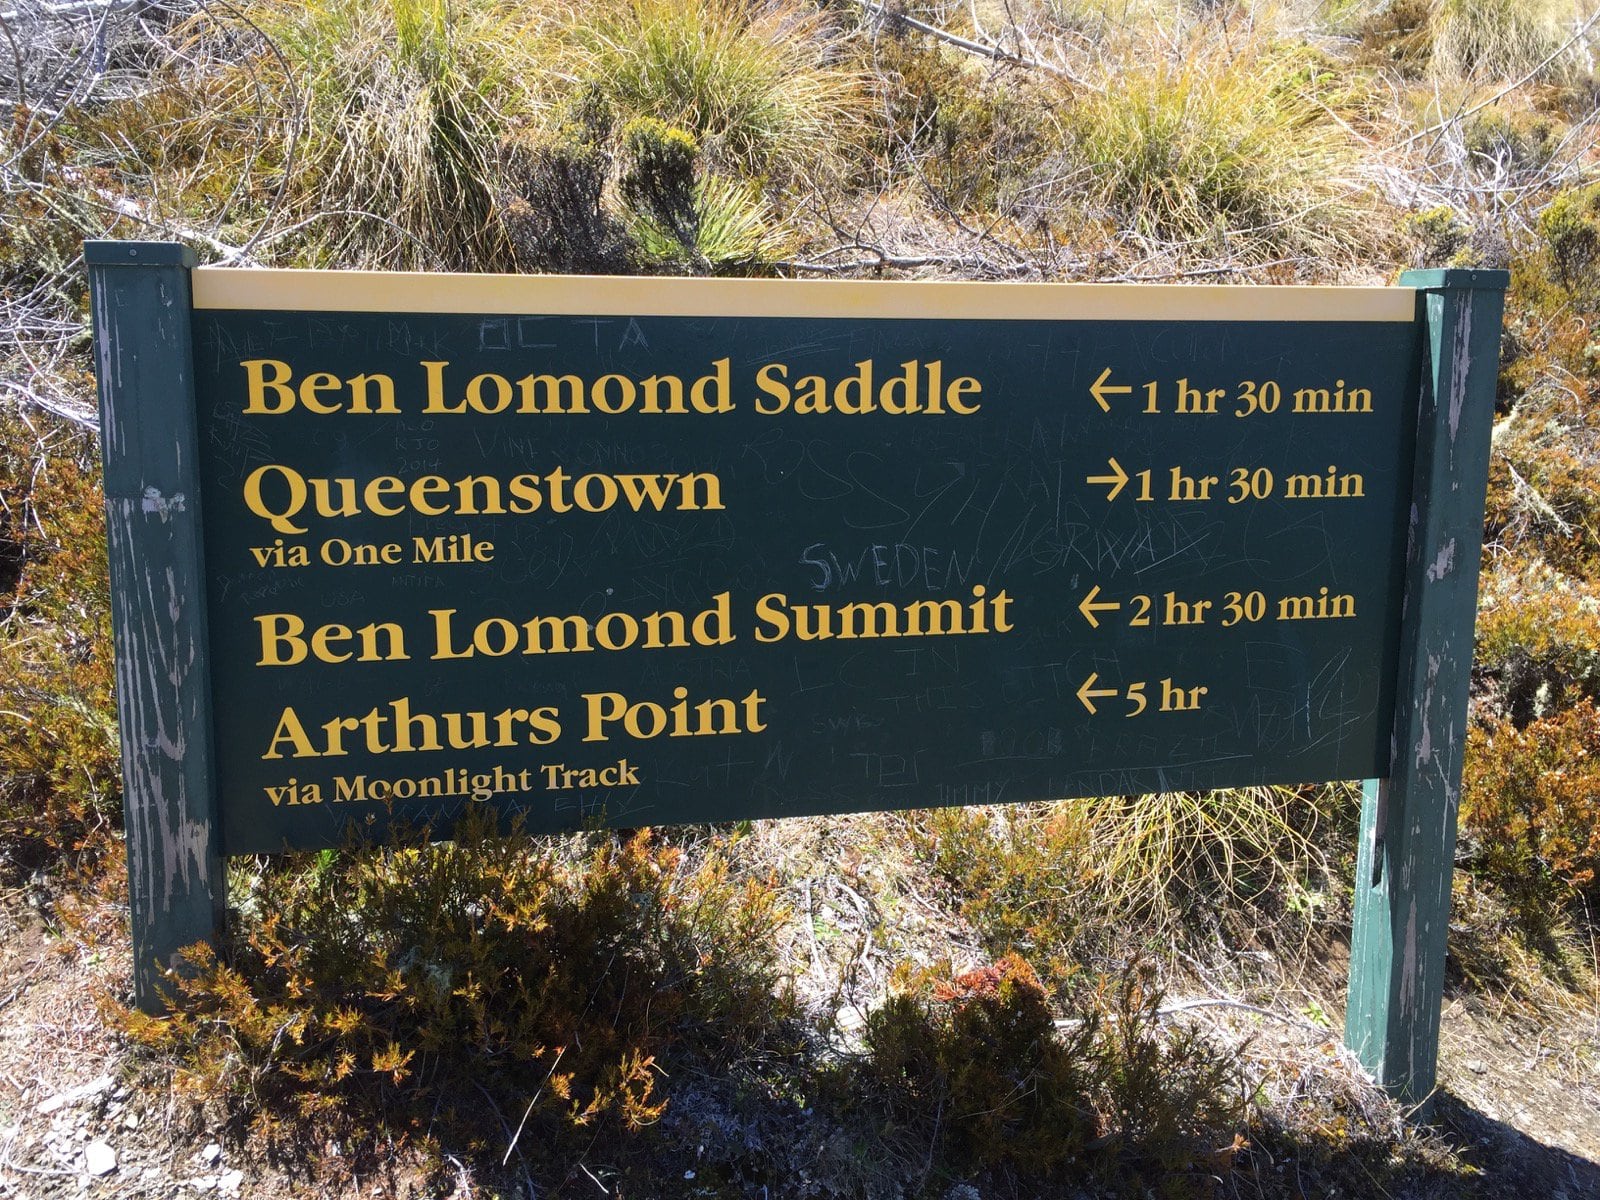 Ben Lomond Saddle ← 1 hr 30 min
Queenstown → 1 hr 30 min
via One Mile
SWEDEN
Ben Lomond Summit ← 2 hr 30 min
Arthurs Point ← 5 hr
via Moonlight Track